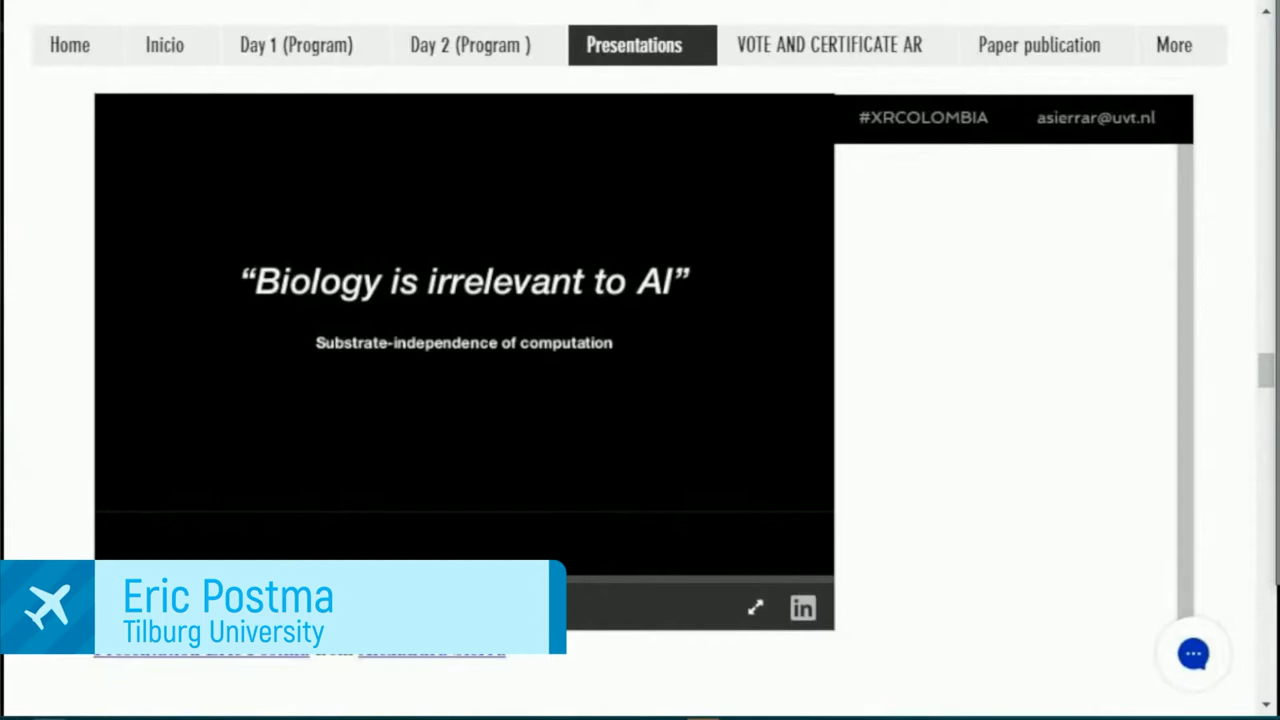 Home Inicio Day 1 (Program) Day 2 (Program ) Presentations VOTE AND CERTIFICATE AR Paper publication More
#XRCOLOMBIA asierrar@uvt.nl
“Biology is irrelevant to AI”
Substrate-independence of computation
in
Eric Postma
Tilburg University